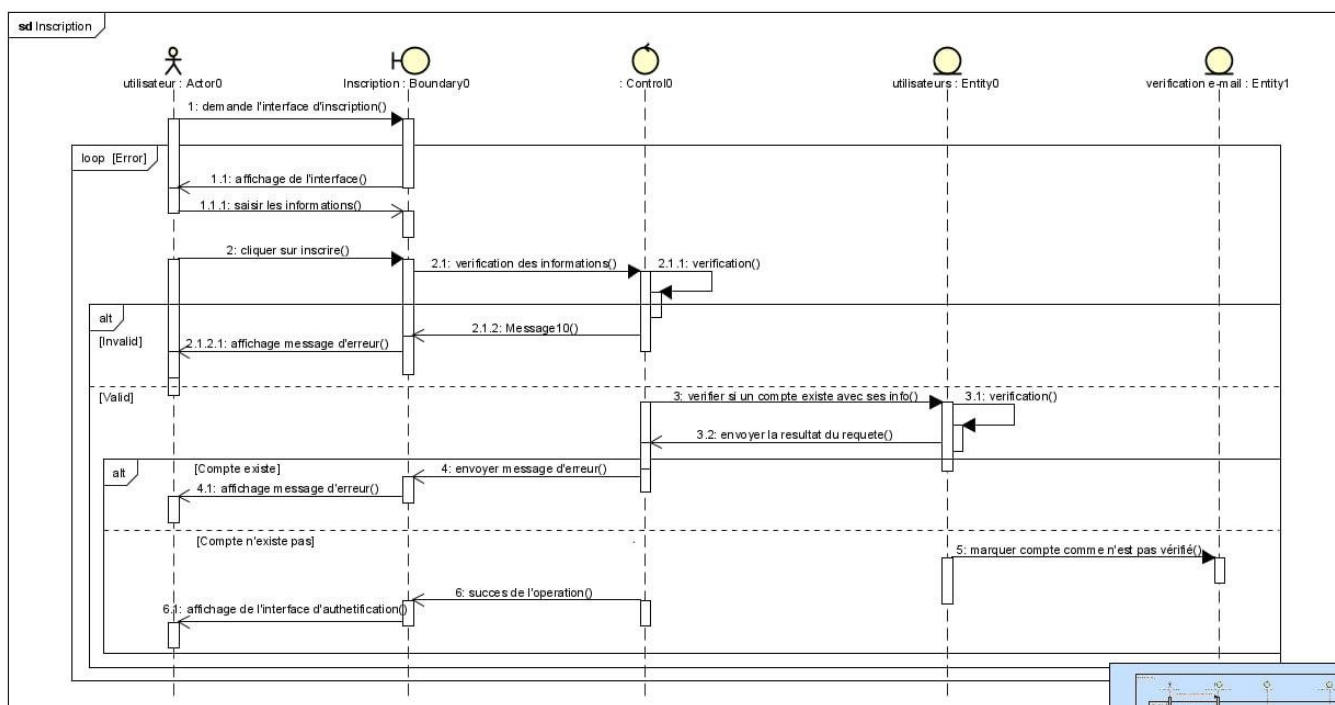 sd Inscription
utilisateur : Actor0
Inscription : Boundary0
: Control0
utilisateurs : Entity0
verification e-mail : Entity1
1: demande l'interface d'inscription()
loop [Error]
1.1: affichage de l'interface()
1.1.1: saisir les informations()
2: cliquer sur inscrire()
2.1: verification des informations()
2.1.1: verification()
alt
[Invalid]
2.1.2: Message10()
2.1.2.1: affichage message d'erreur()
[Valid]
3: verifier si un compte existe avec ses info()
3.1: verification()
3.2: envoyer la resultat du requete()
alt
[Compte existe]
4: envoyer message d'erreur()
4.1: affichage message d'erreur()
[Compte n'existe pas]
5: marquer compte comme n'est pas vérifié()
6: succes de l'operation()
6.1: affichage de l'interface d'authetification()